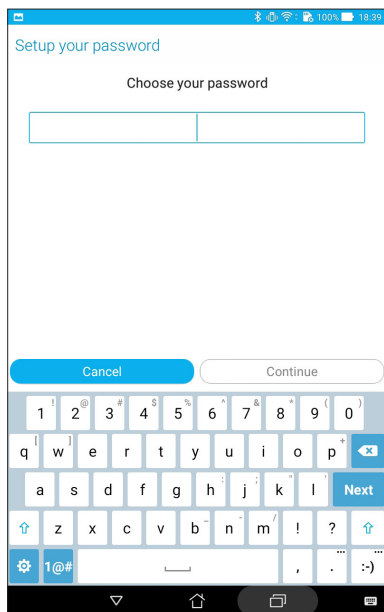 100% 18:39
Setup your password
Choose your password
Cancel Continue
! @ # $ % ^ & * ( )
1 2 3 4 5 6 7 8 9 0
[ ] +
q w e r t y u i o p
: ; " '
a s d f g h j k l Next
- ~ /
z x c v b n m ! ?
1@# , . ... :-) ...